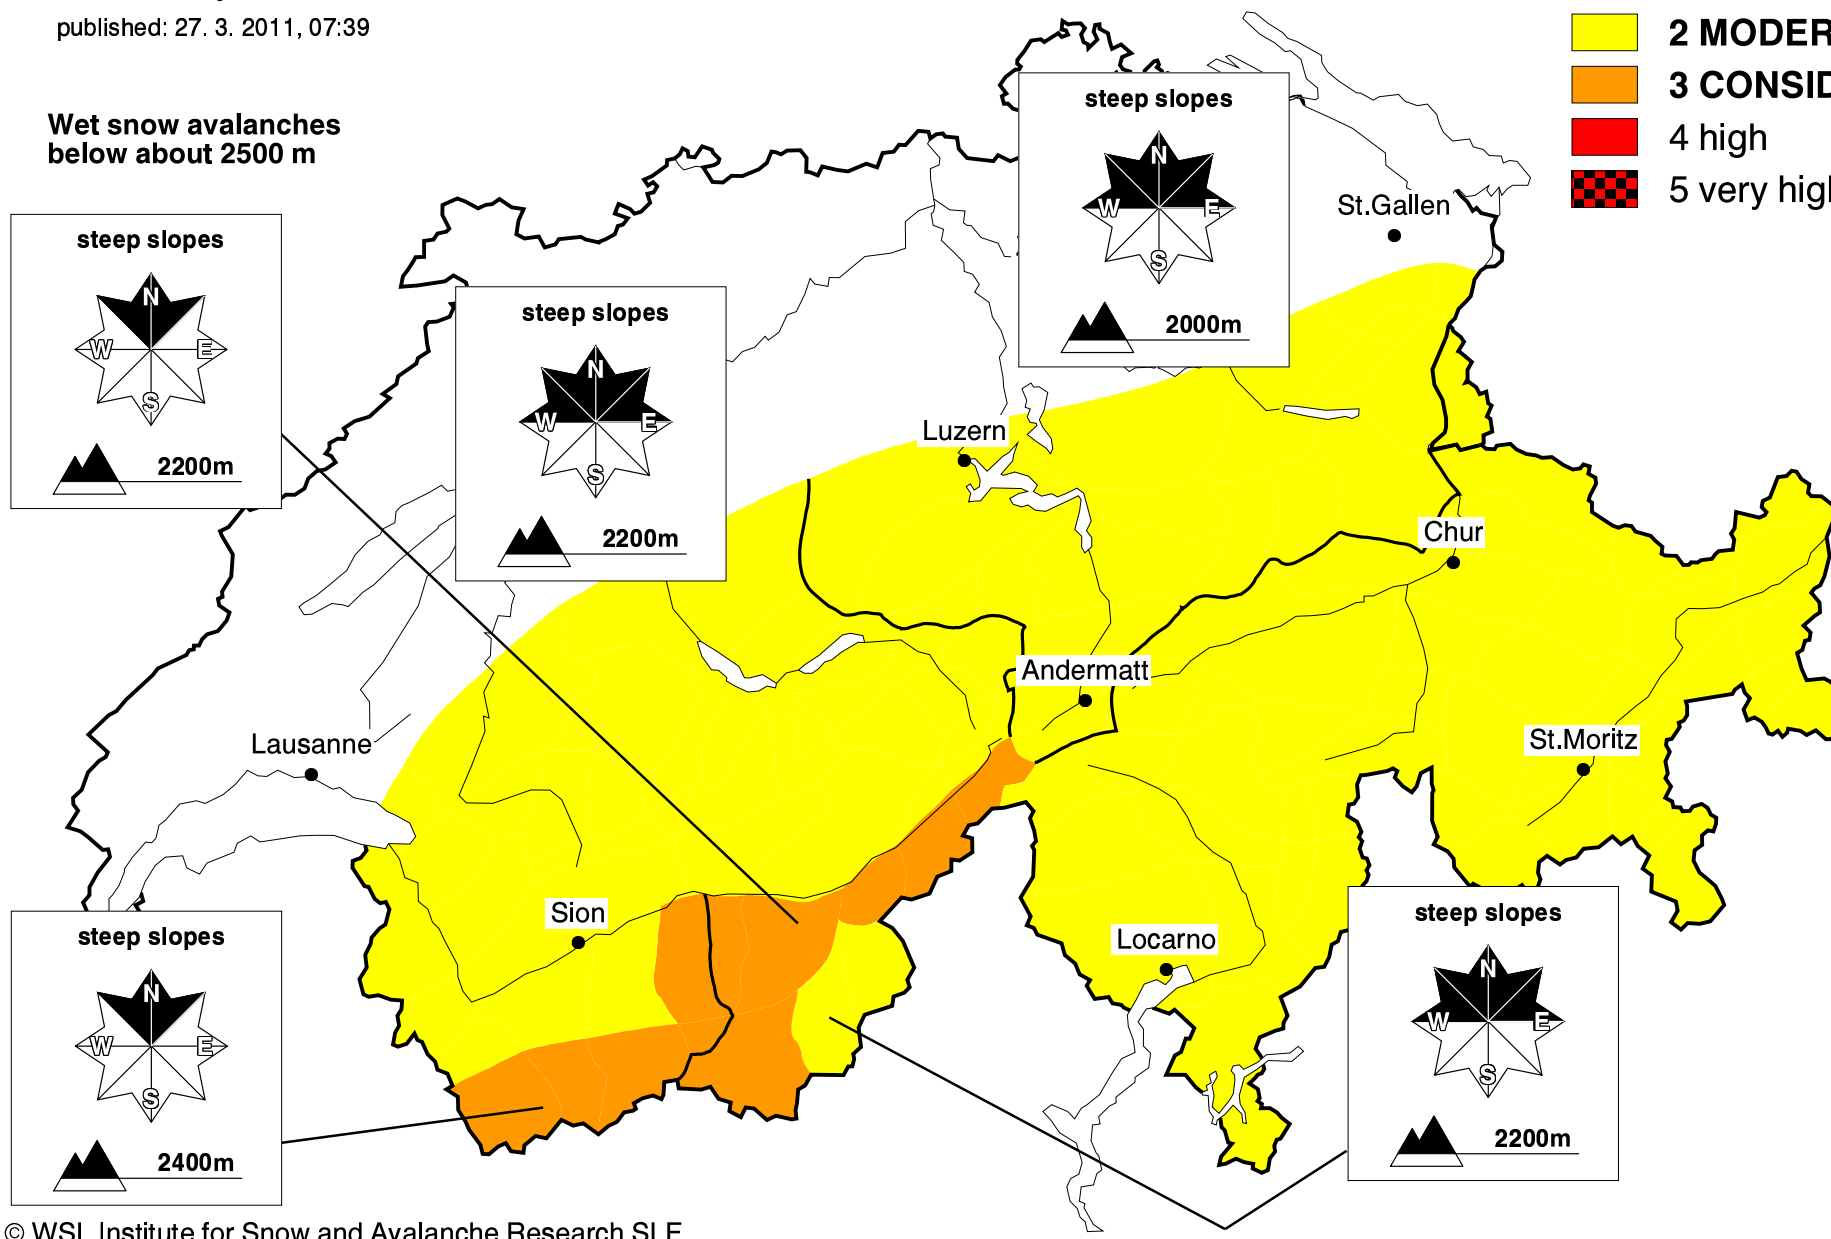 published: 27. 3. 2011, 07:39
Wet snow avalanches
below about 2500 m
2 MODER
3 CONSID
4 high
5 very high
steep slopes
N
W E
S
2200m
steep slopes
N
W E
S
2200m
steep slopes
N
W E
S
2000m
St.Gallen
Luzern
Chur
Andermatt
Lausanne
St.Moritz
Sion
Locarno
steep slopes
N
W E
S
2400m
steep slopes
N
W E
S
2200m
© WSL Institute for Snow and Avalanche Research SLF